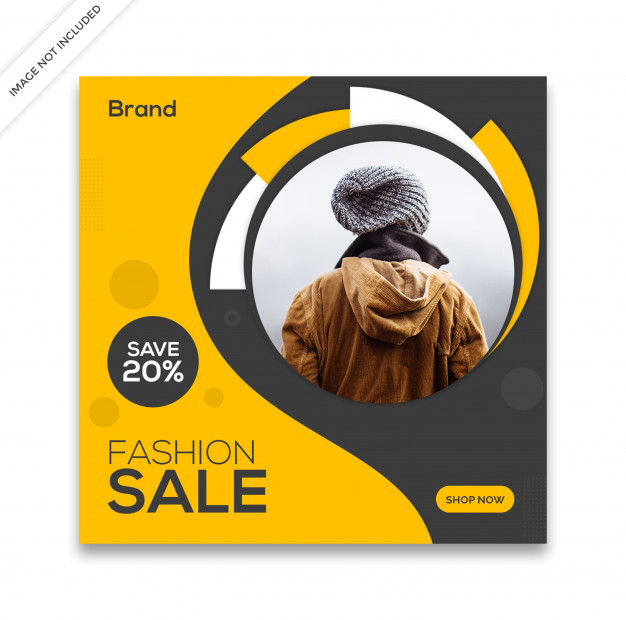 IMAGE NOT INCLUDED
Brand
SAVE
20%
FASHION
SALE
SHOP NOW